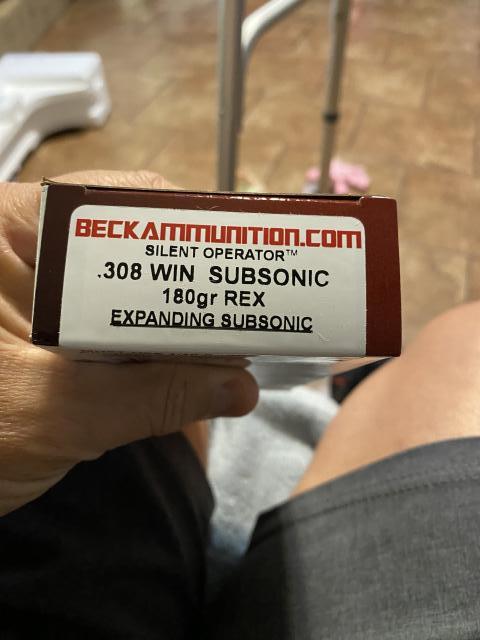 BECKAMMUNITION.COM
SILENT OPERATOR™
.308 WIN SUBSONIC
180gr REX
EXPANDING SUBSONIC